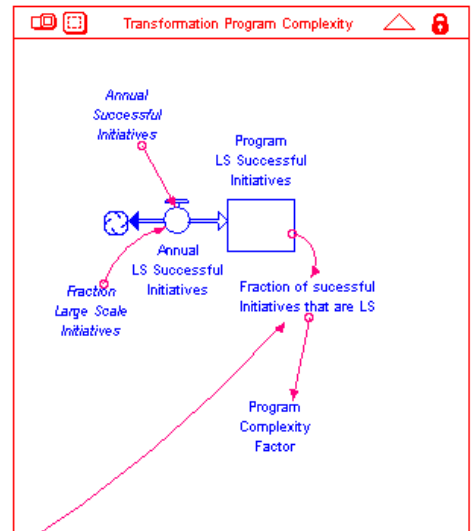 Transformation Program Complexity
Annual
Successful
Initiatives
Program
LS Successful
Initiatives
Annual
LS Successful
Initiatives
Fraction
Large Scale
Initiatives
Fraction of sucessful
Initiatives that are LS
Program
Complexity
Factor